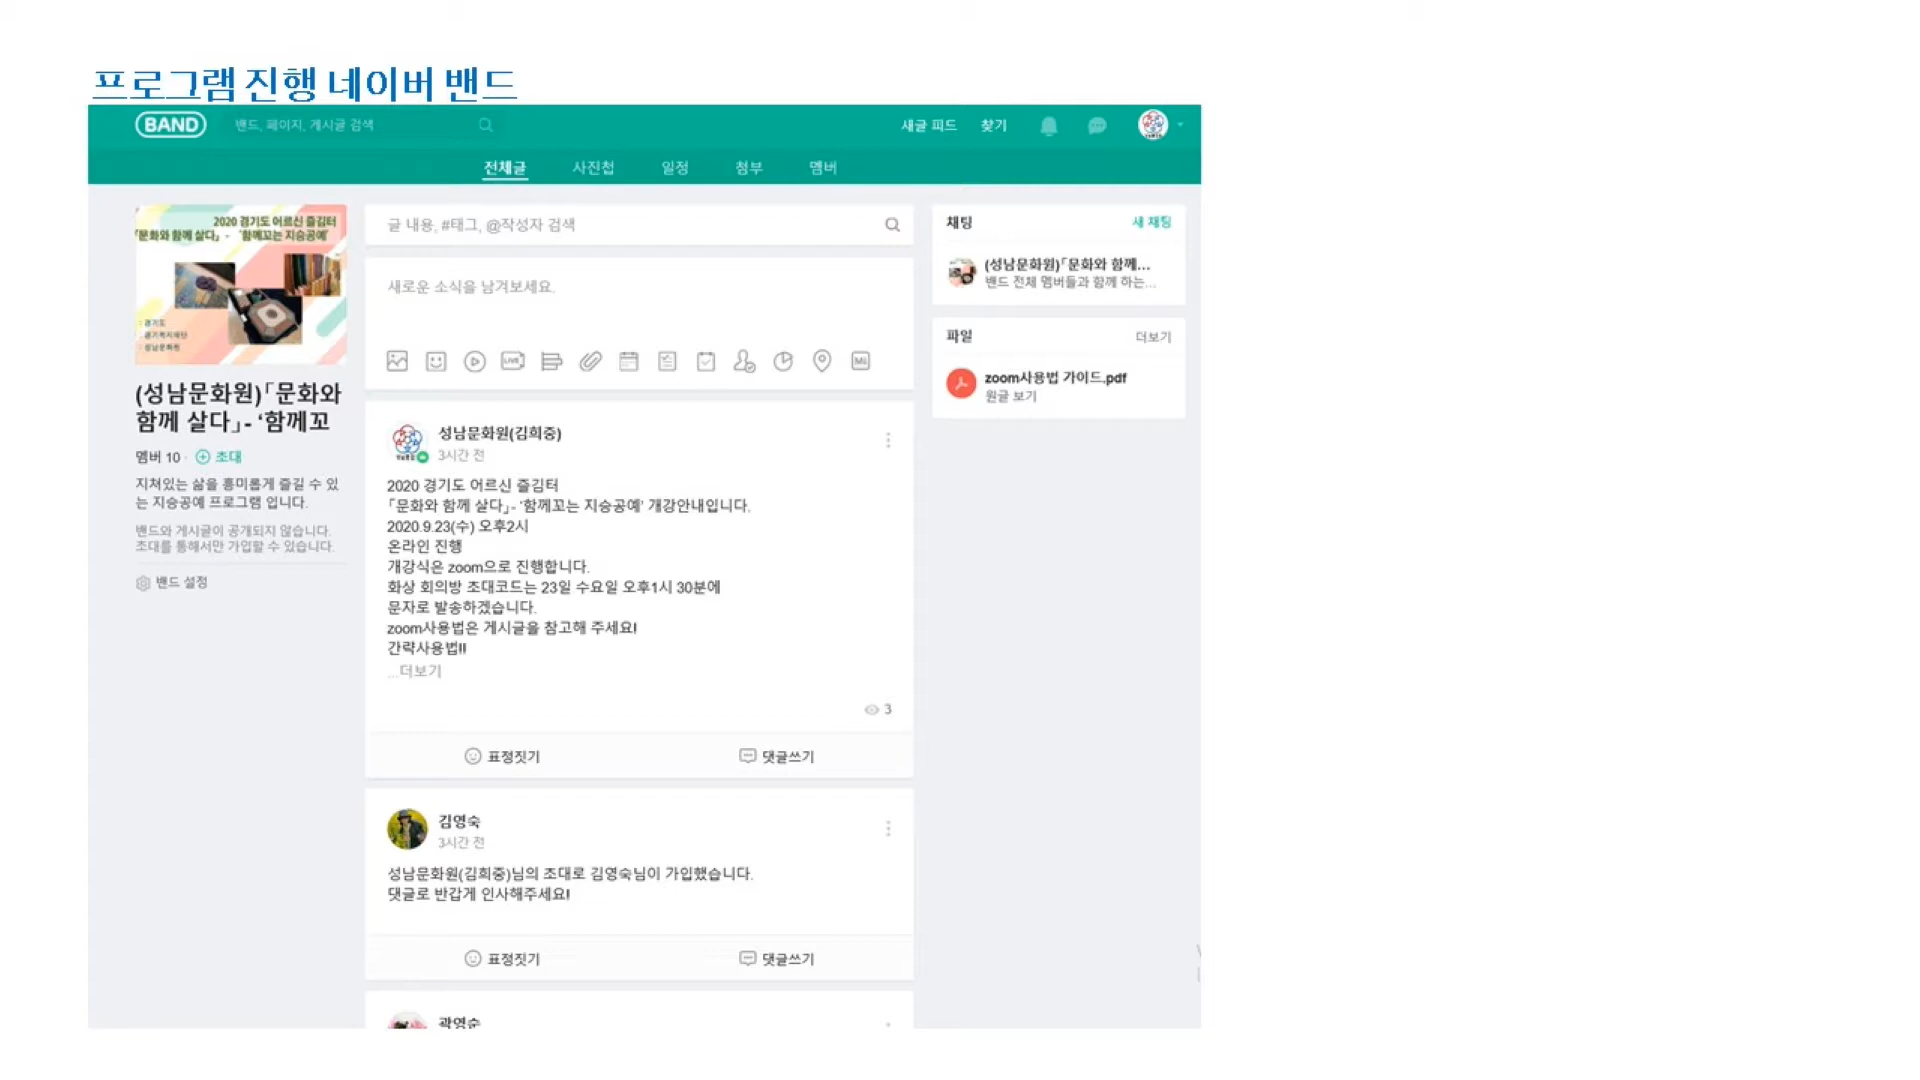 프로그램 진행 네이버 밴드
BAND
밴드, 페이지, 게시글 검색
새글 피드
찾기
전체글
사진첩
일정
첨부
멤버
2020 경기도 어르신 즐김터
「문화와 함께 살다」 - '함께꼬는 지승공예'
: 경기도
: 경기복지재단
: 성남문화원
(성남문화원)「문화와
함께 살다」- ‘함께꼬
멤버 10 · 초대
지쳐있는 삶을 흥미롭게 즐길 수 있
는 지승공예 프로그램 입니다.
밴드와 게시글이 공개되지 않습니다.
조대를 통해서만 가입할 수 있습니다.
밴드 설정
글 내용, #태그, @작성자 검색
새로운 소식을 남겨보세요.
LIVE
성남문화원(김희중)
3시간 전
2020 경기도 어르신 즐김터
「문화와 함께 살다」- ‘함께꼬는 지승공예’ 개강안내입니다.
2020.9.23(수) 오후2시
온라인 진행
개강식은 zoom으로 진행합니다.
화상 회의방 초대코드는 23일 수요일 오후1시 30분에
문자로 발송하겠습니다.
zoom사용법은 게시글을 참고해 주세요!
간략사용법!!
...더보기
3
표정짓기
댓글쓰기
김영숙
3시간 전
성남문화원(김희중)님의 초대로 김영숙님이 가입했습니다.
댓글로 반갑게 인사해주세요!
표정짓기
댓글쓰기
곽영순
채팅
새 채팅
(성남문화원)「문화와 함께...
밴드 전체 멤버들과 함께 하는...
파일
더보기
zoom사용법 가이드.pdf
원글 보기